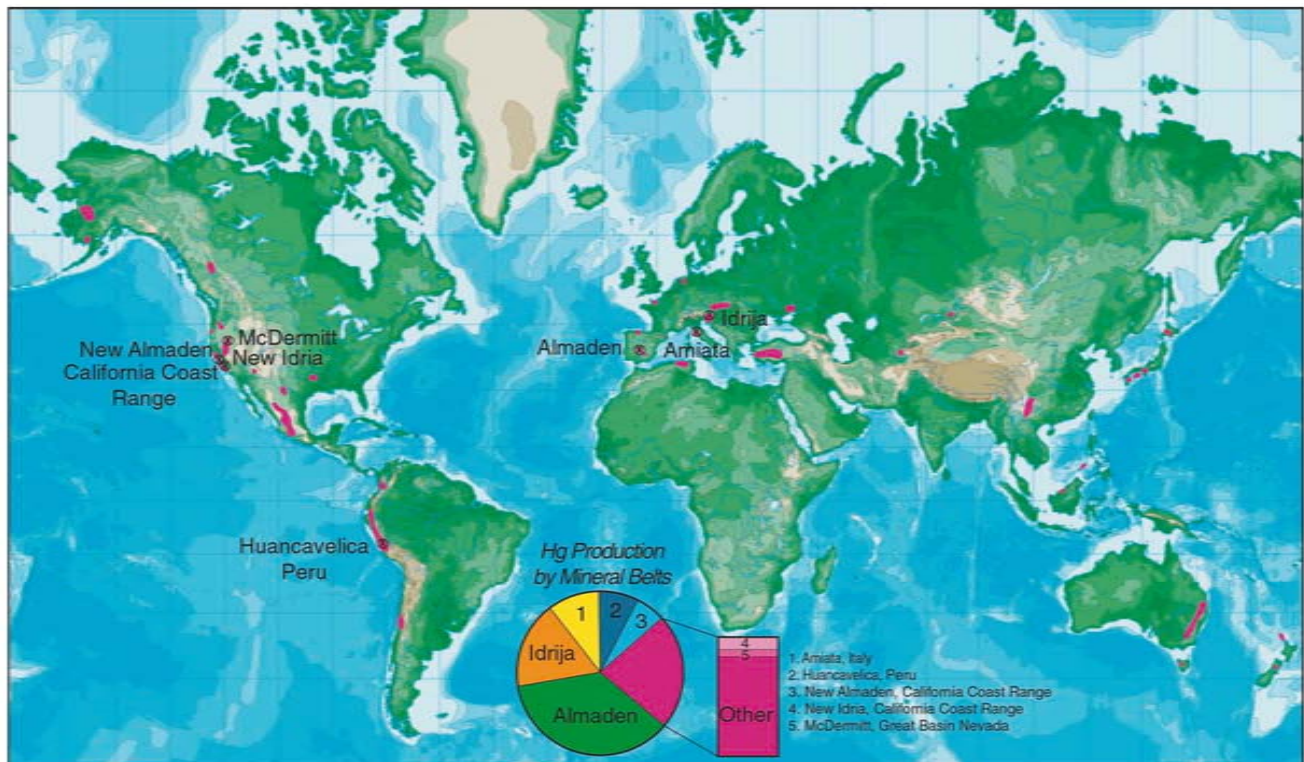 McDermitt
New Almaden
New Idria
California Coast
Range
Almaden
Idrija
Amiata
Huancavelica
Peru
Hg Production
by Mineral Belts
1
2
3
Idrija
Almaden
4
5
Other
1. Amiata, Italy
2. Huancavelica, Peru
3. New Almaden, California Coast Range
4. New Idria, California Coast Range
5. McDermitt, Great Basin Nevada